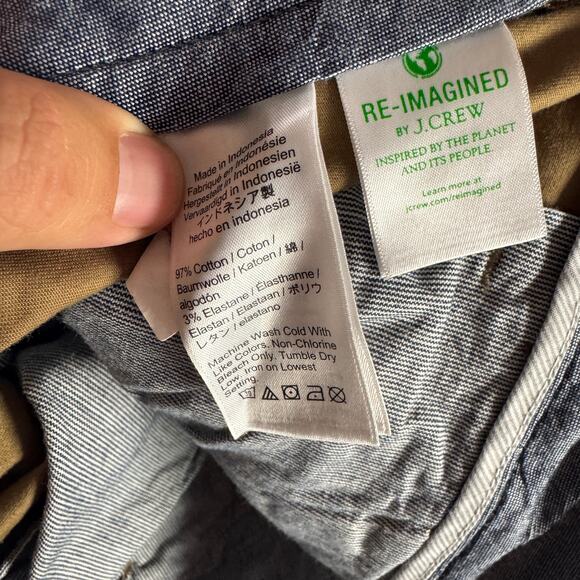 Made in Indonesia
Fabriqué en Indonésie
Hergestellt in Indonesien
Vervaardigd in Indonesië
インドネシア製
hecho en indonesia
97% Cotton / Coton /
Baumwolle / Katoen / 綿 /
algodón
3% Elastane / Élasthanne /
Elastan / Elastaan / ポリウ
レタン / elastano
Machine Wash Cold With
Like Colors. Non-Chlorine
Bleach Only. Tumble Dry
Low. Iron on Lowest
Setting.
RE-IMAGINED
BY J.CREW
INSPIRED BY THE PLANET
AND ITS PEOPLE
Learn more at
jcrew.com/reimagined